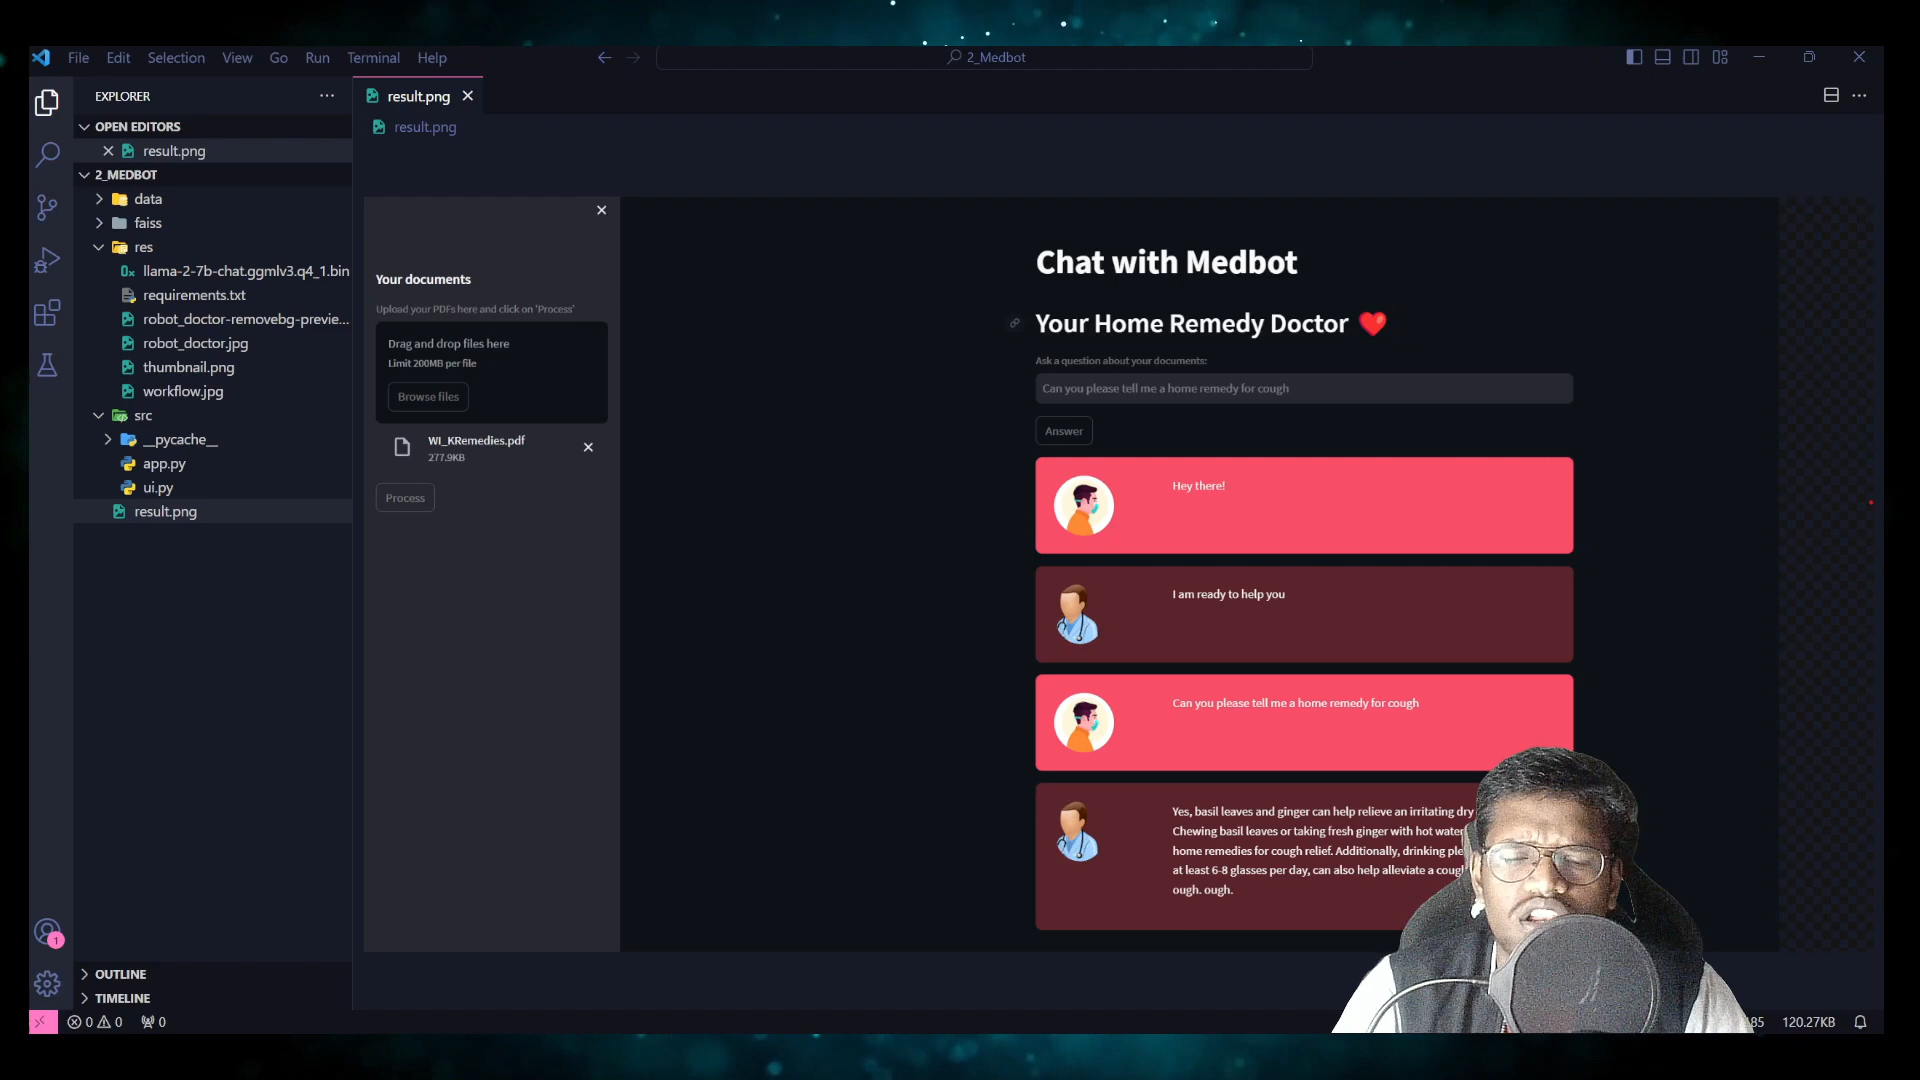 File Edit Selection View Go Run Terminal Help
2_Medbot
EXPLORER
result.png
OPEN EDITORS
result.png
result.png
2_MEDBOT
data
faiss
res
llama-2-7b-chat.ggmlv3.q4_1.bin
requirements.txt
robot_doctor-removebg-previe...
robot_doctor.jpg
thumbnail.png
workflow.jpg
src
__pycache__
app.py
ui.py
result.png
OUTLINE
TIMELINE
Your documents
Upload your PDFs here and click on 'Process'
Drag and drop files here
Limit 200MB per file
Browse files
WI_KRemedies.pdf
277.9KB
Process
Chat with Medbot
Your Home Remedy Doctor
Ask a question about your documents:
Can you please tell me a home remedy for cough
Answer
Hey there!
I am ready to help you
Can you please tell me a home remedy for cough
Yes, basil leaves and ginger can help relieve an irritating dry
Chewing basil leaves or taking fresh ginger with hot water
home remedies for cough relief. Additionally, drinking ple
at least 6-8 glasses per day, can also help alleviate a cough
ough. ough.
1
0 0 0
85 120.27KB